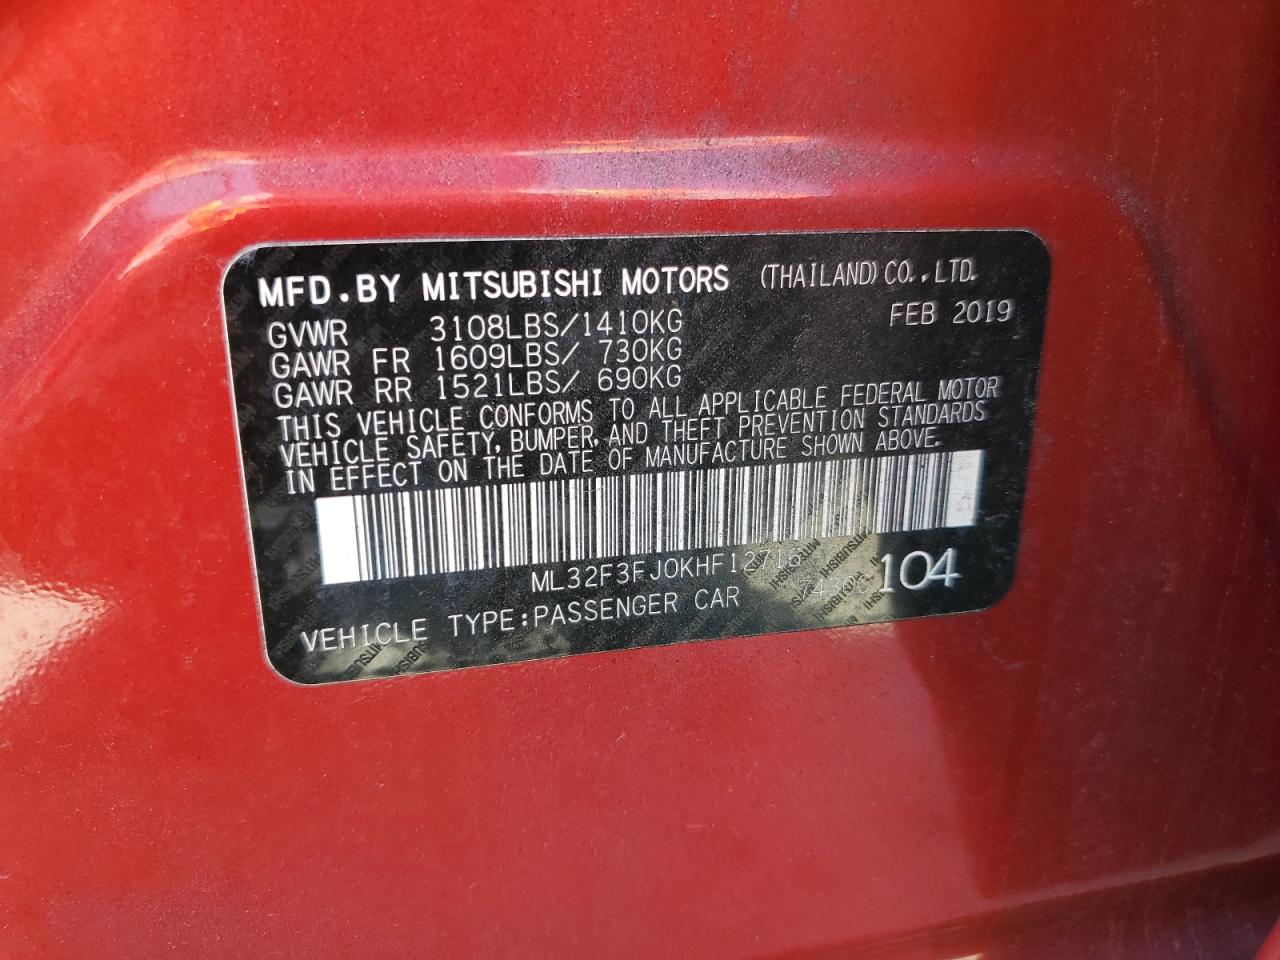 MFD.BY MITSUBISHI MOTORS (THAILAND) CO.,LTD.
FEB 2019
GVWR 3108LBS/1410KG
GAWR FR 1609LBS/ 730KG
GAWR RR 1521LBS/ 690KG
THIS VEHICLE CONFORMS TO ALL APPLICABLE FEDERAL MOTOR
VEHICLE SAFETY, BUMPER, AND THEFT PREVENTION STANDARDS
IN EFFECT ON THE DATE OF MANUFACTURE SHOWN ABOVE.
ML32F3FJ0KHF12716
VEHICLE TYPE:PASSENGER CAR 104